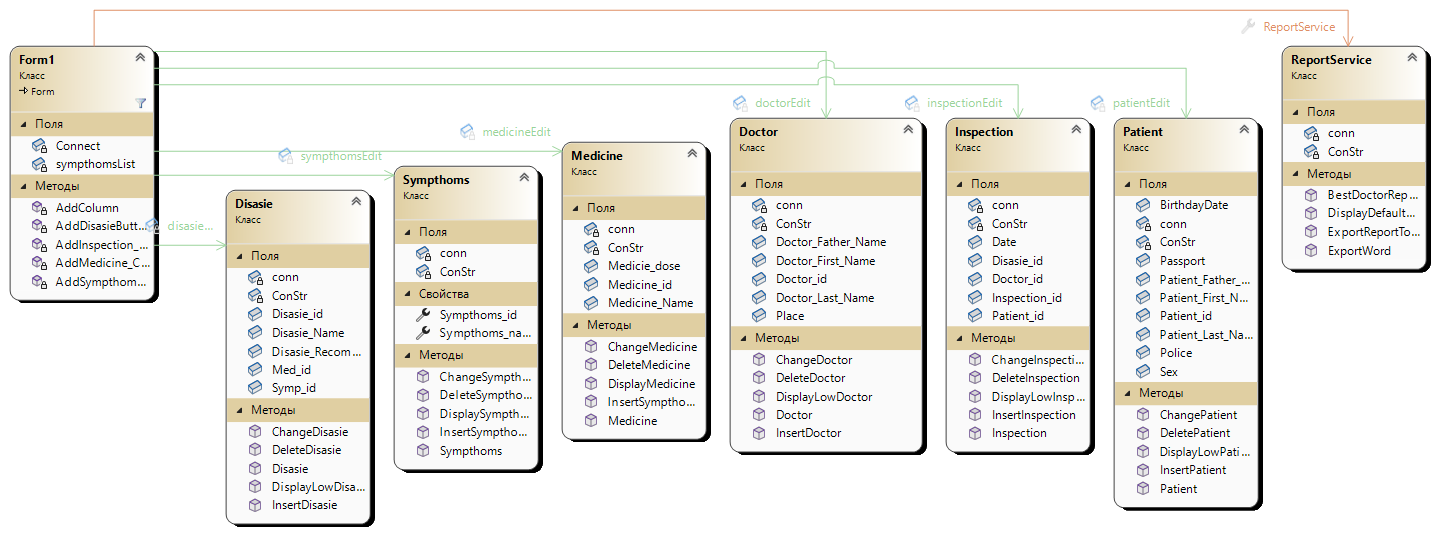 ReportService
Form1
Класс
Form
Поля
Connect
sympthomsList
Методы
AddColumn
AddDisasieButt...
AddInspection_...
AddMedicine_C...
AddSympthom...
disasie...
sympthomsEdit
medicineEdit
doctorEdit
inspectionEdit
patientEdit
Disasie
Класс
Поля
conn
ConStr
Disasie_id
Disasie_Name
Disasie_Recom...
Med_id
Symp_id
Методы
ChangeDisasie
DeleteDisasie
Disasie
DisplayLowDisa...
InsertDisasie
Sympthoms
Класс
Поля
conn
ConStr
Свойства
Sympthoms_id
Sympthoms_na...
Методы
ChangeSympth...
DeleteSymptho...
DisplaySympth...
InsertSymptho...
Sympthoms
Medicine
Класс
Поля
conn
ConStr
Medicie_dose
Medicine_id
Medicine_Name
Методы
ChangeMedicine
DeleteMedicine
DisplayMedicine
InsertSymptho...
Medicine
Doctor
Класс
Поля
conn
ConStr
Doctor_Father_Name
Doctor_First_Name
Doctor_id
Doctor_Last_Name
Place
Методы
ChangeDoctor
DeleteDoctor
DisplayLowDoctor
Doctor
InsertDoctor
Inspection
Класс
Поля
conn
ConStr
Date
Disasie_id
Doctor_id
Inspection_id
Patient_id
Методы
ChangeInspecti...
DeleteInspection
DisplayLowInsp...
InsertInspection
Inspection
Patient
Класс
Поля
BirthdayDate
conn
ConStr
Passport
Patient_Father_...
Patient_First_N...
Patient_id
Patient_Last_Na...
Police
Sex
Методы
ChangePatient
DeletePatient
DisplayLowPati...
InsertPatient
Patient
ReportService
Класс
Поля
conn
ConStr
Методы
BestDoctorRep...
DisplayDefault...
ExportReportTo...
ExportWord